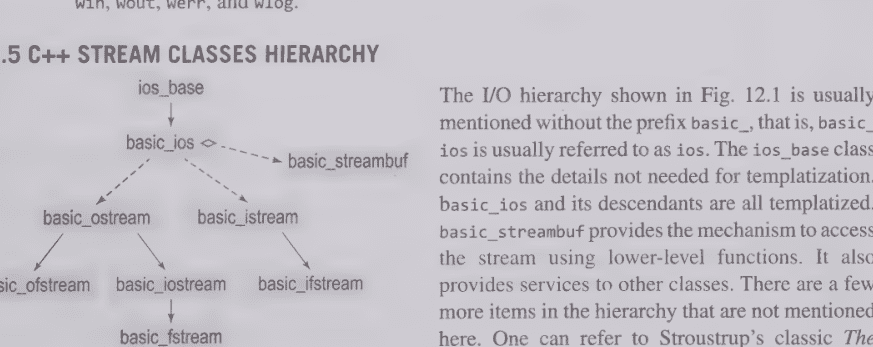 win, wout, werr, and wlog.
.5 C++ STREAM CLASSES HIERARCHY
ios_base
basic_ios
basic_streambuf
basic_ostream basic_istream
sic_ofstream basic_iostream basic_ifstream
basic_fstream
The I/O hierarchy shown in Fig. 12.1 is usually
mentioned without the prefix basic_, that is, basic_
ios is usually referred to as ios. The ios_base class
contains the details not needed for templatization.
basic_ios and its descendants are all templatized.
basic_streambuf provides the mechanism to access
the stream using lower-level functions. It also
provides services to other classes. There are a few
more items in the hierarchy that are not mentioned
here. One can refer to Stroustrup's classic The